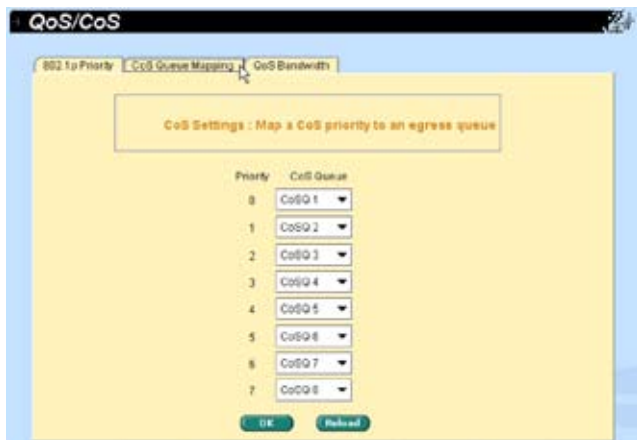 QoS/CoS
802.1p Priority CoS Queue Mapping QoS Bandwidth
CoS Settings : Map a CoS priority to an egress queue
Priority CoS Queue
0 CoSQ 1
1 CoSQ 2
2 CoSQ 3
3 CoSQ 4
4 CoSQ 5
5 CoSQ 6
6 CoSQ 7
7 CoSQ 8
OK Reload